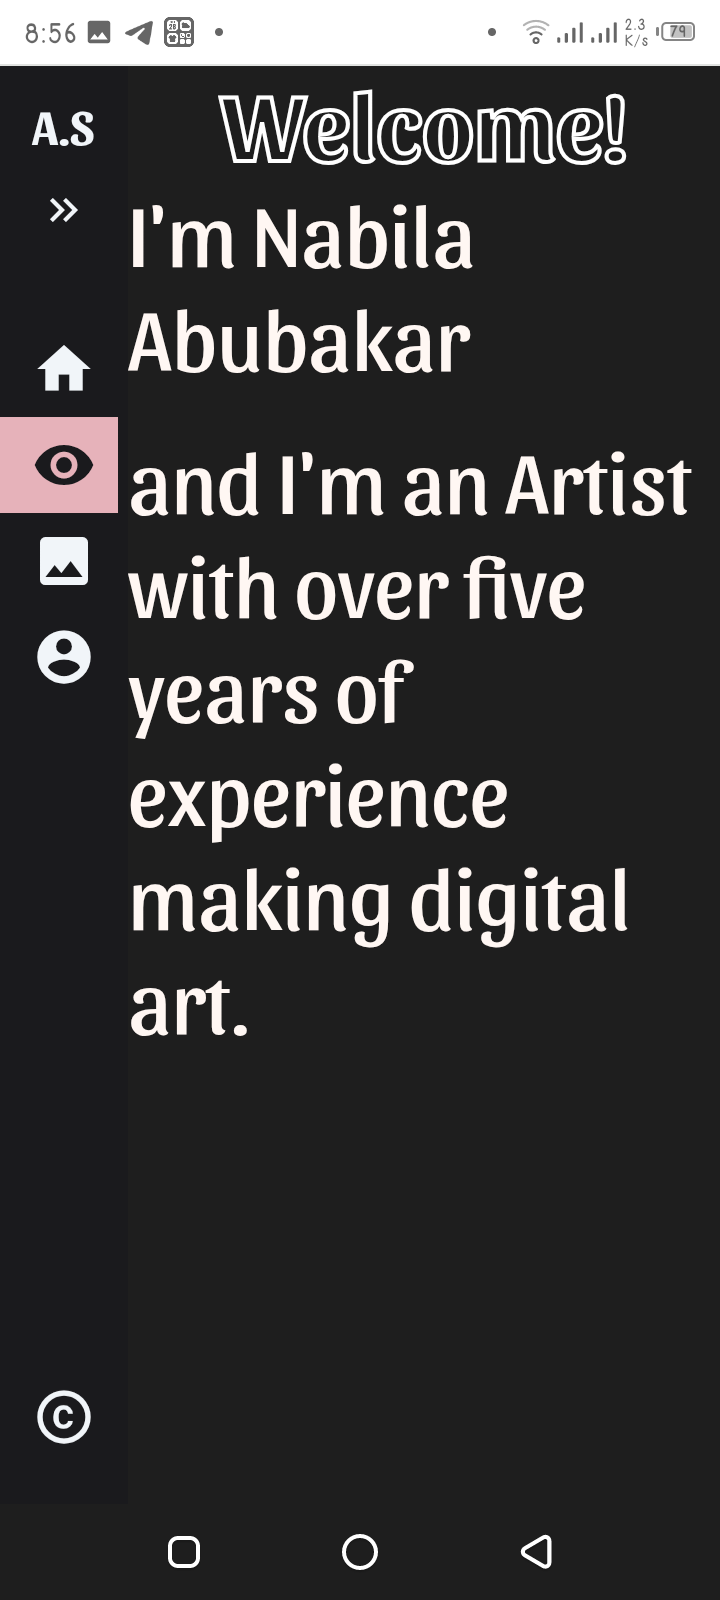 8:56
2.3
K/s
79
A.S
Welcome!
I'm Nabila
Abubakar
and I'm an Artist
with over five
years of
experience
making digital
art.